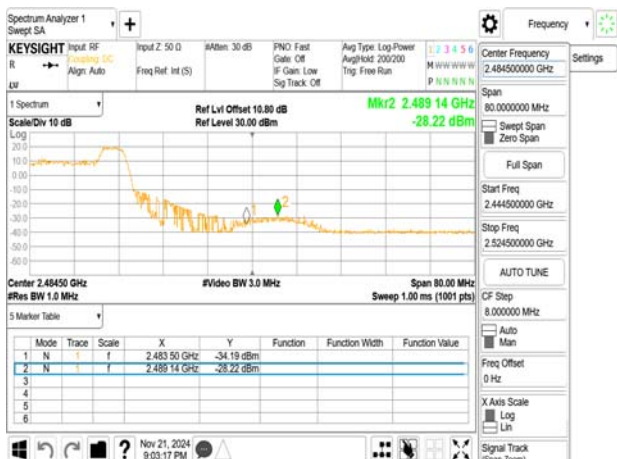 Spectrum Analyzer 1
Swept SA
Frequency
KEYSIGHT
R
Input: RF
Coupling: DC
Align: Auto
Input Z: 50 Ω
Freq Ref: Int (S)
#Atten: 30 dB
PNO: Fast
Gate: Off
IF Gain: Low
Sig Track: Off
Avg Type: Log-Power
Avg|Hold: 200/200
Trig: Free Run
1 2 3 4 5 6
M W W W W W
P N N N N N
Center Frequency
2.484500000 GHz
Settings
Span
80.0000000 MHz
Swept Span
Zero Span
Full Span
Start Freq
2.444500000 GHz
Stop Freq
2.524500000 GHz
AUTO TUNE
CF Step
8.000000 MHz
Auto
Man
Freq Offset
0 Hz
X Axis Scale
Log
Lin
Signal Track
1 Spectrum
Scale/Div 10 dB
Ref Lvl Offset 10.80 dB
Ref Level 30.00 dBm
Mkr2 2.489 14 GHz
-28.22 dBm
Log
20.0
10.0
0.00
-10.0
-20.0
-30.0
-40.0
-50.0
-60.0
1
2
Center 2.48450 GHz
#Res BW 1.0 MHz
#Video BW 3.0 MHz
Span 80.00 MHz
Sweep 1.00 ms (1001 pts)
5 Marker Table
Mode Trace Scale X Y Function Function Width Function Value
1 N 1 f 2.483 50 GHz -34.19 dBm
2 N 1 f 2.489 14 GHz -28.22 dBm
3
4
5
6
?
Nov 21, 2024
9:03:17 PM